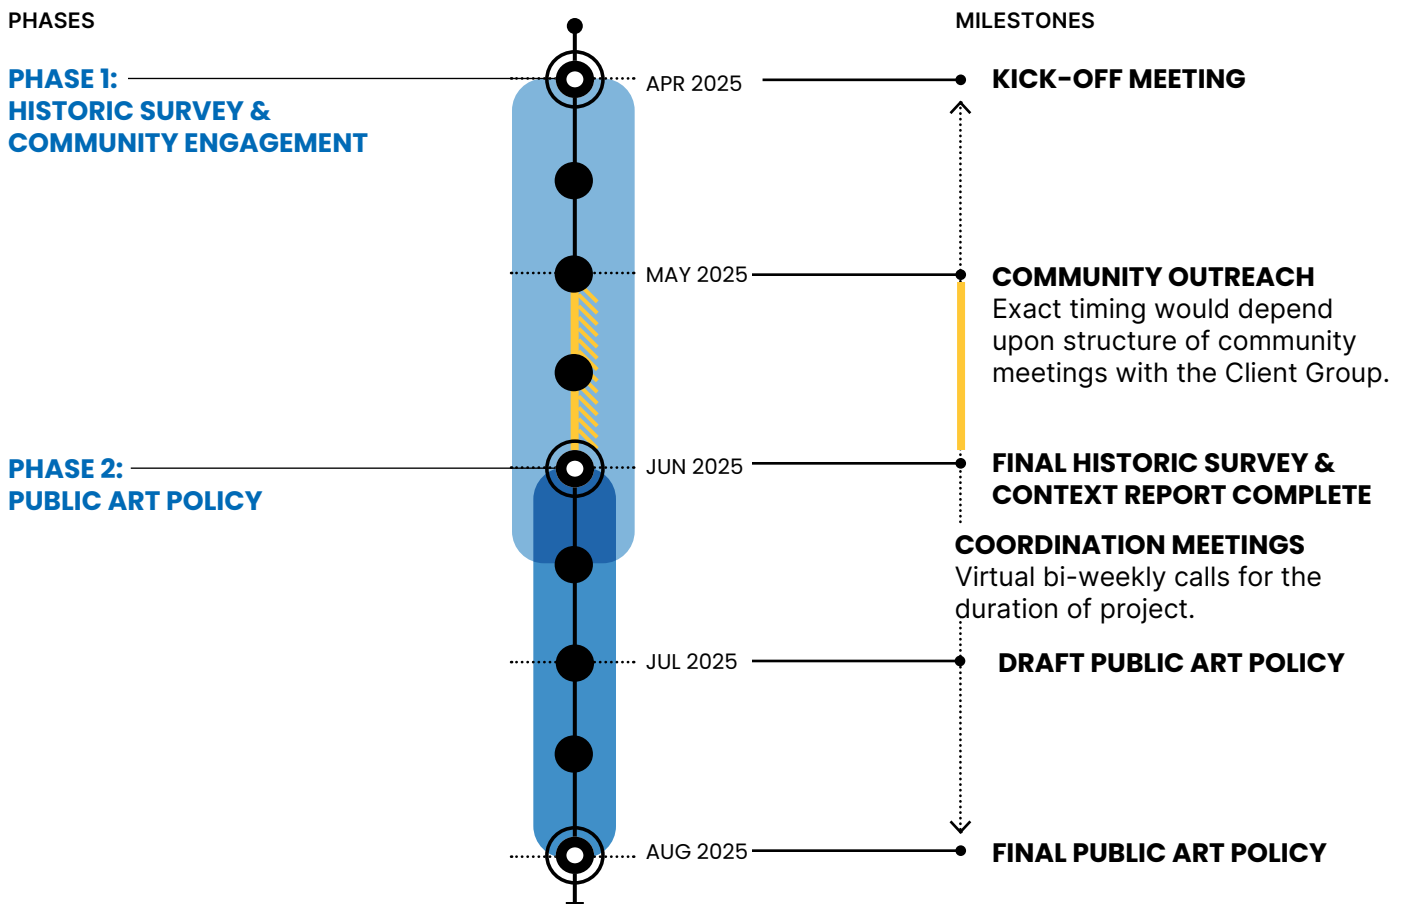 PHASES
MILESTONES
PHASE 1:
HISTORIC SURVEY &
COMMUNITY ENGAGEMENT
APR 2025
KICK-OFF MEETING
MAY 2025
COMMUNITY OUTREACH
Exact timing would depend
upon structure of community
meetings with the Client Group.
PHASE 2:
PUBLIC ART POLICY
JUN 2025
FINAL HISTORIC SURVEY &
CONTEXT REPORT COMPLETE
COORDINATION MEETINGS
Virtual bi-weekly calls for the
duration of project.
JUL 2025
DRAFT PUBLIC ART POLICY
AUG 2025
FINAL PUBLIC ART POLICY